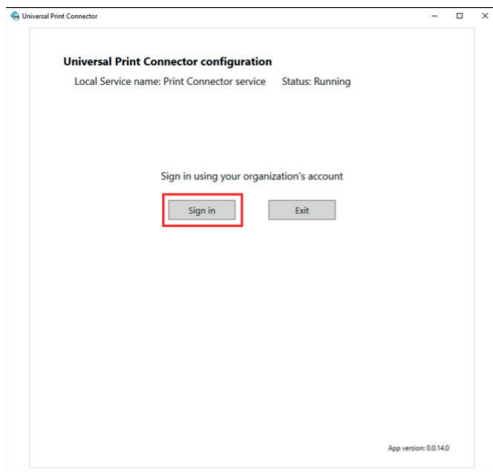 Universal Print Connector
Universal Print Connector configuration
Local Service name: Print Connector service Status: Running
Sign in using your organization's account
Sign in Exit
App version: 0.0.14.0